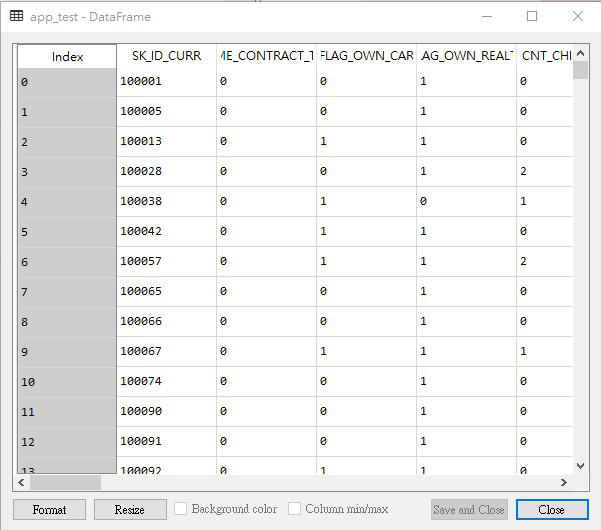 app_test - DataFrame
Index SK_ID_CURR ME_CONTRACT_T FLAG_OWN_CAR AG_OWN_REALT CNT_CHI
0 100001 0 0 1 0
1 100005 0 0 1 0
2 100013 0 1 1 0
3 100028 0 0 1 2
4 100038 0 1 0 1
5 100042 0 1 1 0
6 100057 0 1 1 2
7 100065 0 0 1 0
8 100066 0 0 1 0
9 100067 0 1 1 1
10 100074 0 0 1 0
11 100090 0 0 1 0
12 100091 0 0 1 0
13 100092 0 1 1 0
Format Resize Background color Column min/max Save and Close Close